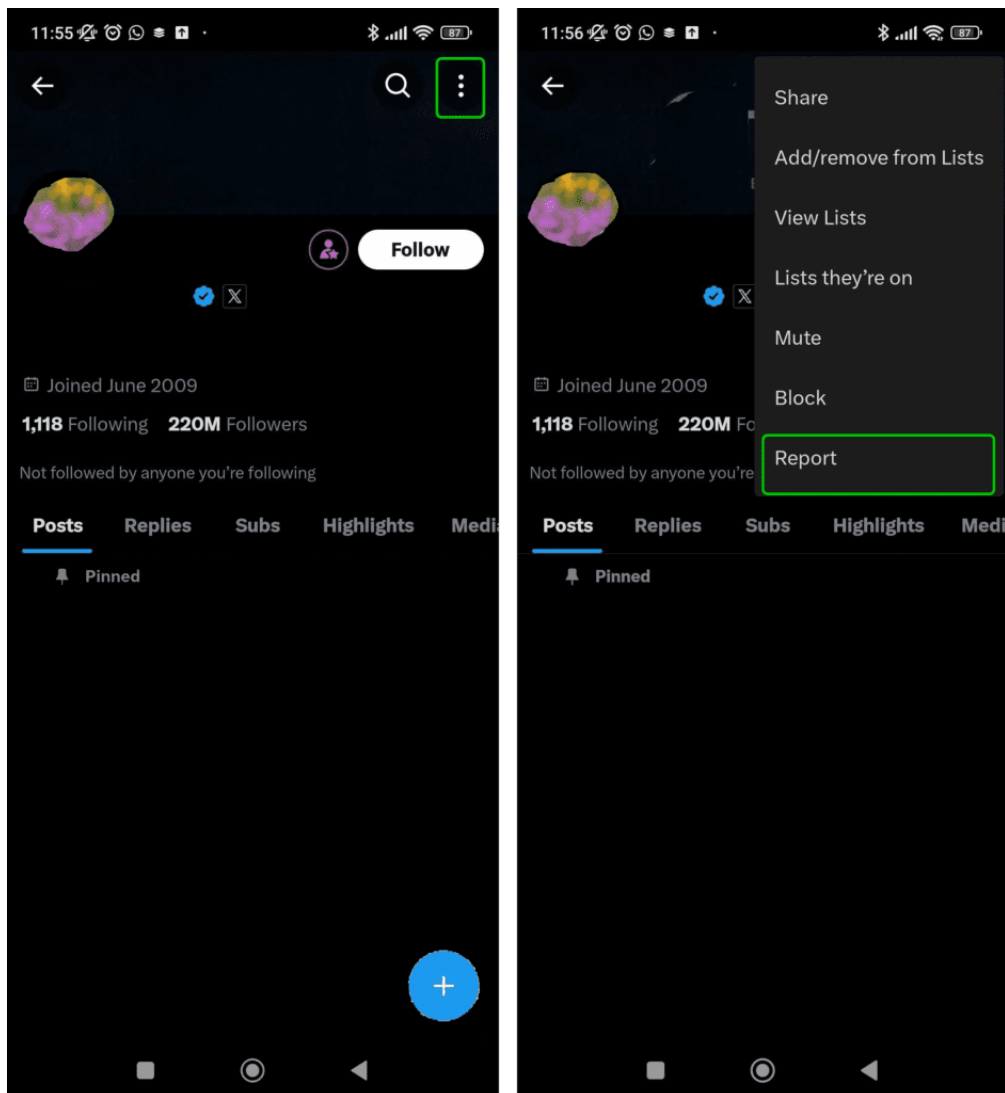 11:55
87
Follow
Joined June 2009
1,118 Following 220M Followers
Not followed by anyone you're following
Posts Replies Subs Highlights Medi
Pinned
11:56
87
Share
Add/remove from Lists
View Lists
Lists they're on
Mute
Block
Report
Joined June 2009
1,118 Following 220M Fo
Not followed by anyone you're
Posts Replies Subs Highlights Medi
Pinned